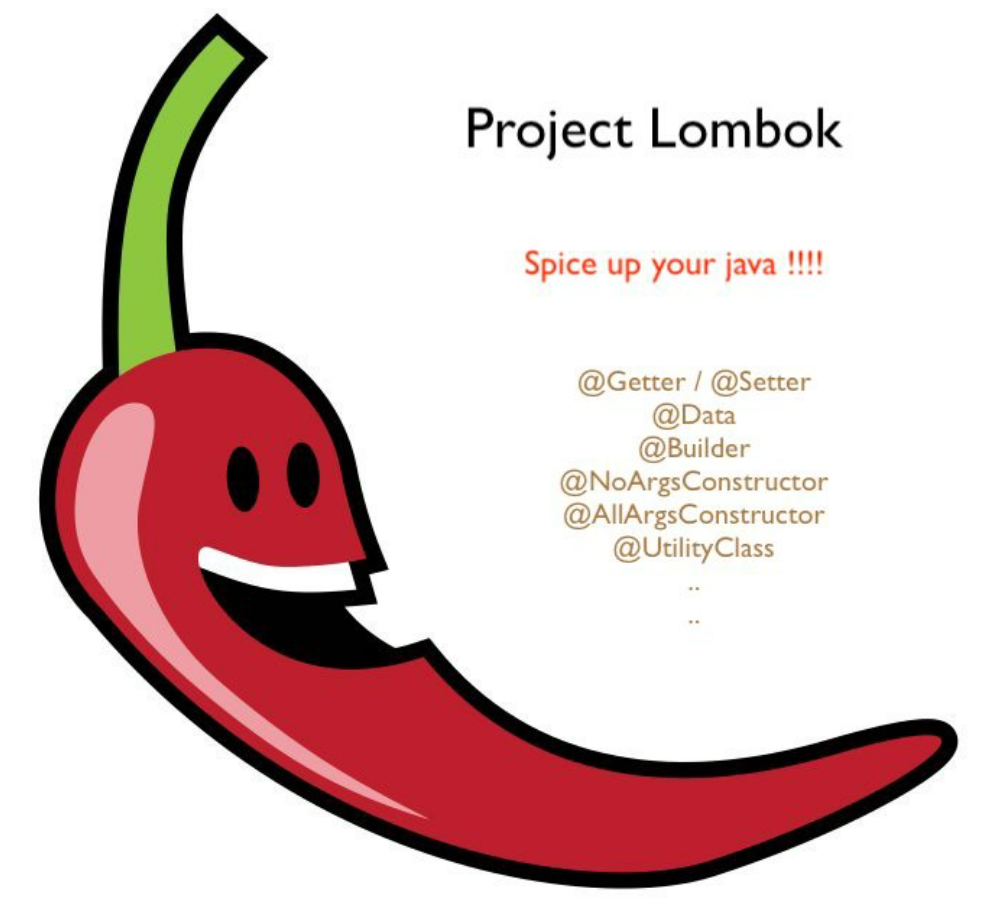 Project Lombok
Spice up your java !!!!
@Getter / @Setter
@Data
@Builder
@NoArgsConstructor
@AllArgsConstructor
@UtilityClass
..
..